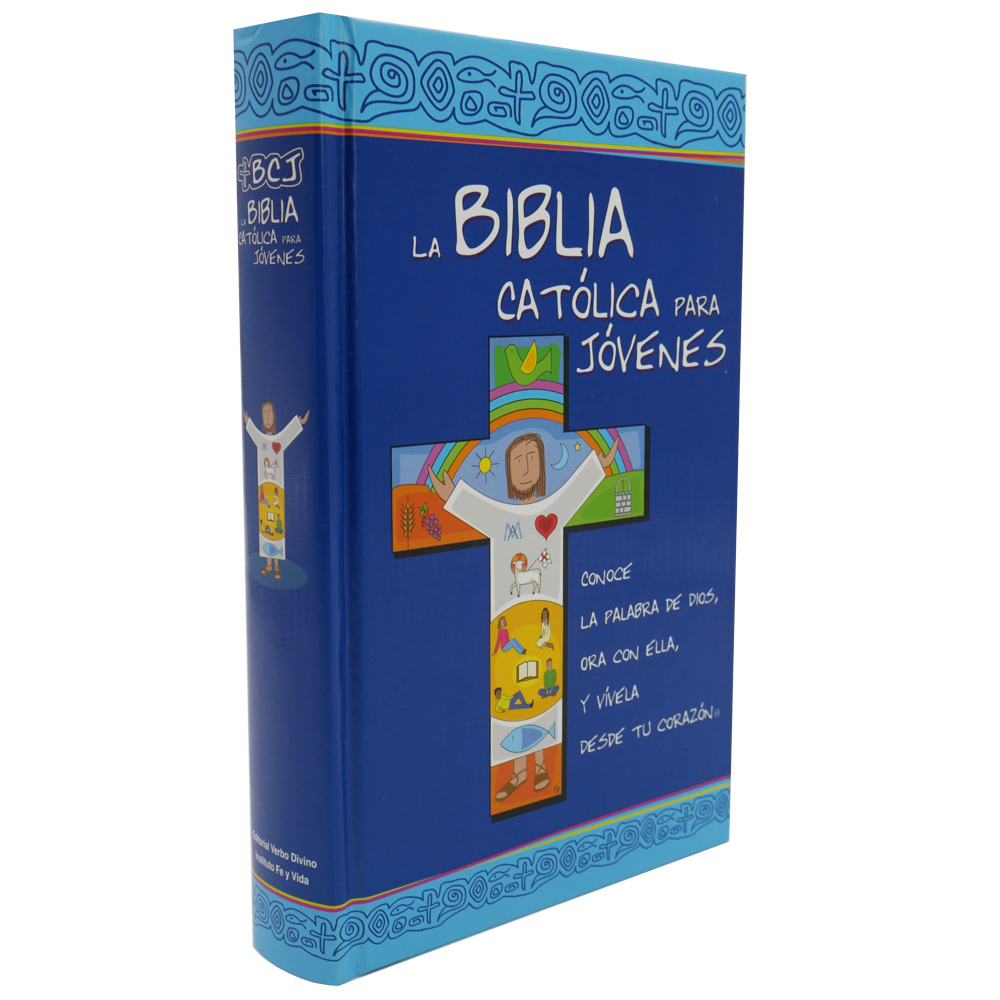 BCJ
LA BIBLIA
CATÓLICA PARA
JÓVENES
Editorial Verbo Divino
Instituto Fe y Vida
LA BIBLIA
CATÓLICA PARA
JÓVENES
CONOCE
LA PALABRA DE DIOS,
ORA CON ELLA,
Y VÍVELA
DESDE TU CORAZÓN